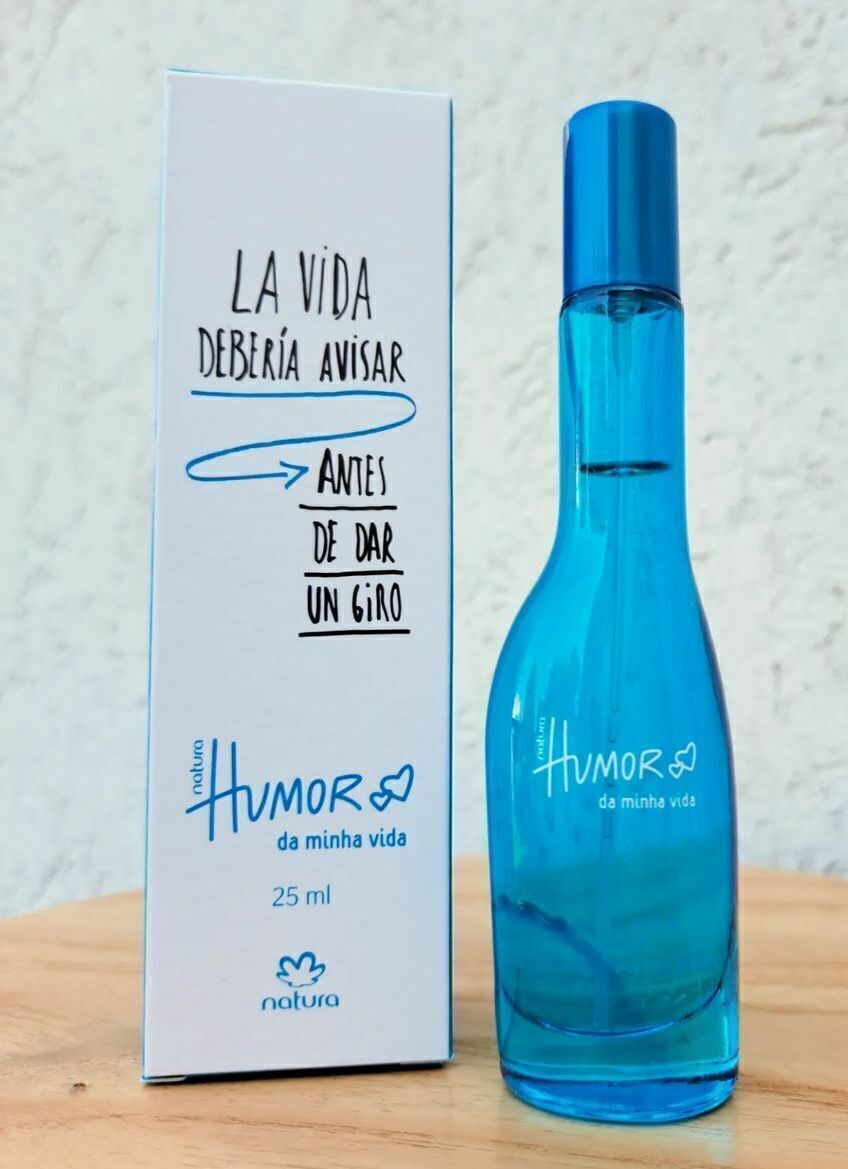 LA ViDA
DEBERÍA AViSAR
ANTES
DE DAR
UN GiRO
natura
HUMOR
da minha vida
25 ml
natura
natura
HUMOR
da minha vida